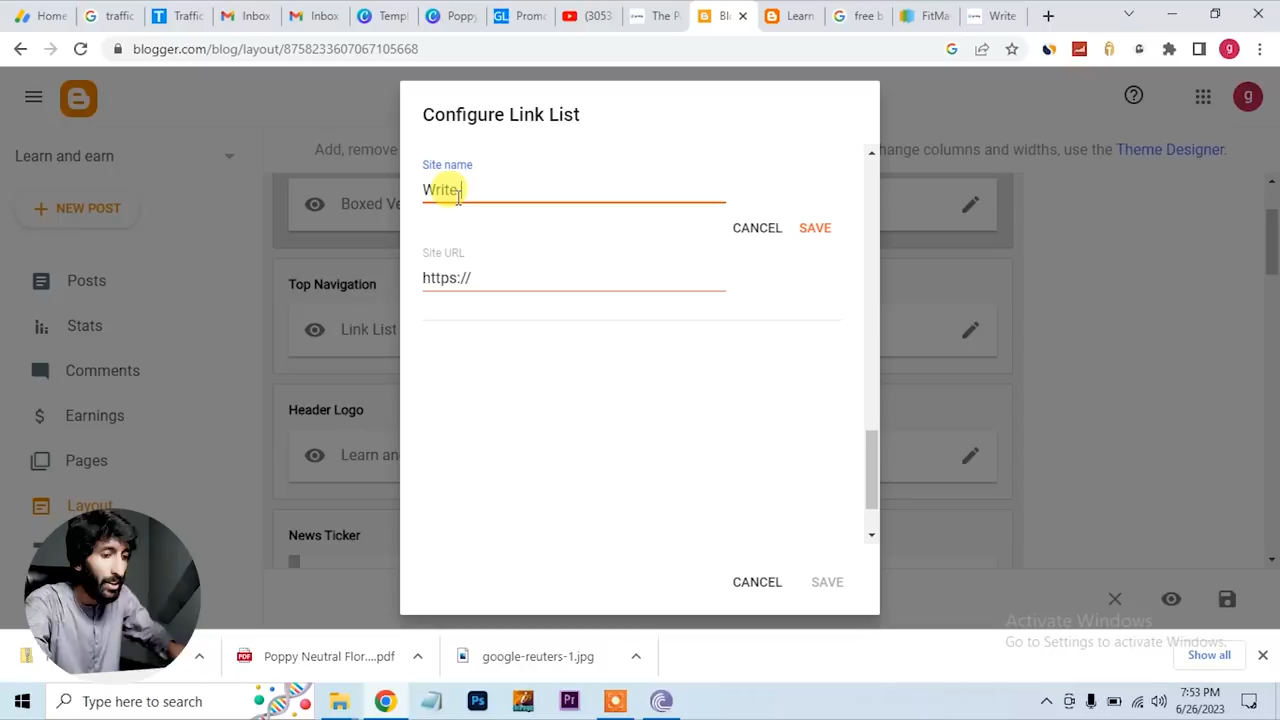 Home
traffic
Traffic
Inbox
Inbox
Templ
Poppy
Promo
(3053
The P
Bl
Learn
free b
FitMa
Write
blogger.com/blog/layout/8758233607067105668
g
g
Learn and earn
NEW POST
Posts
Stats
Comments
Earnings
Pages
Layout
Add, remove
hange columns and widths, use the Theme Designer.
Boxed Ve
Top Navigation
Link List
Header Logo
Learn an
News Ticker
Configure Link List
Site name
Write
CANCEL
SAVE
Site URL
https://
CANCEL
SAVE
Activate Windows
Go to Settings to activate Windows.
Poppy Neutral Flor....pdf
google-reuters-1.jpg
Show all
Type here to search
Ps
Pr
7:53 PM
6/26/2023